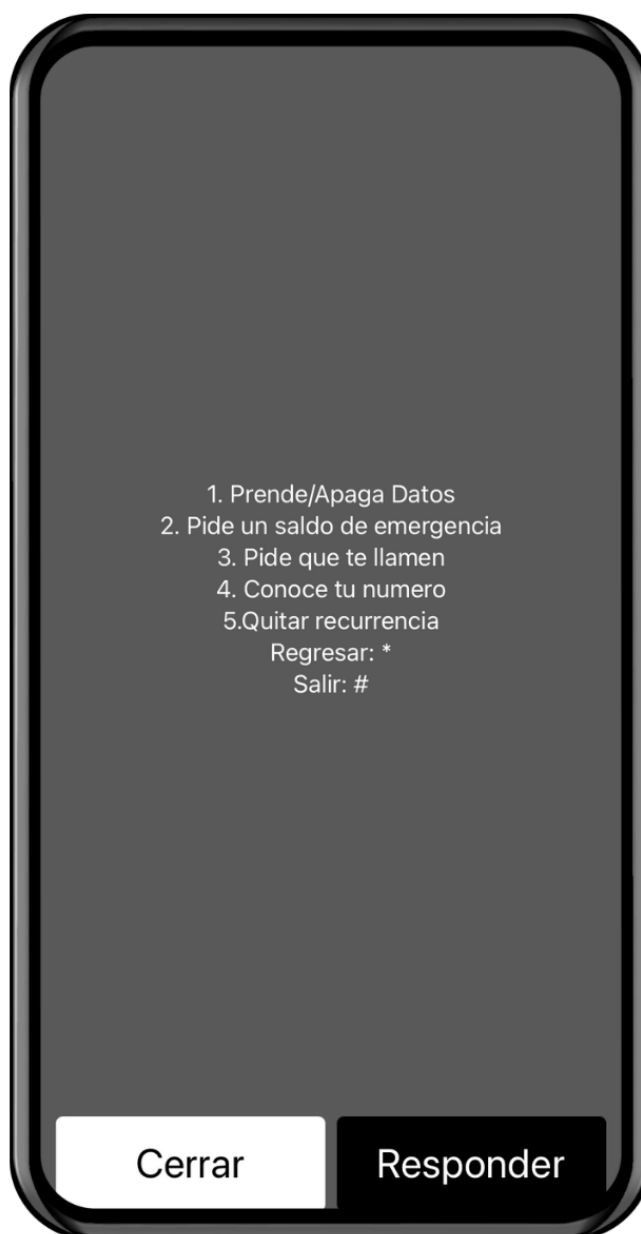 1. Prende/Apaga Datos
2. Pide un saldo de emergencia
3. Pide que te llamen
4. Conoce tu numero
5.Quitar recurrencia
Regresar: *
Salir: #
Cerrar
Responder